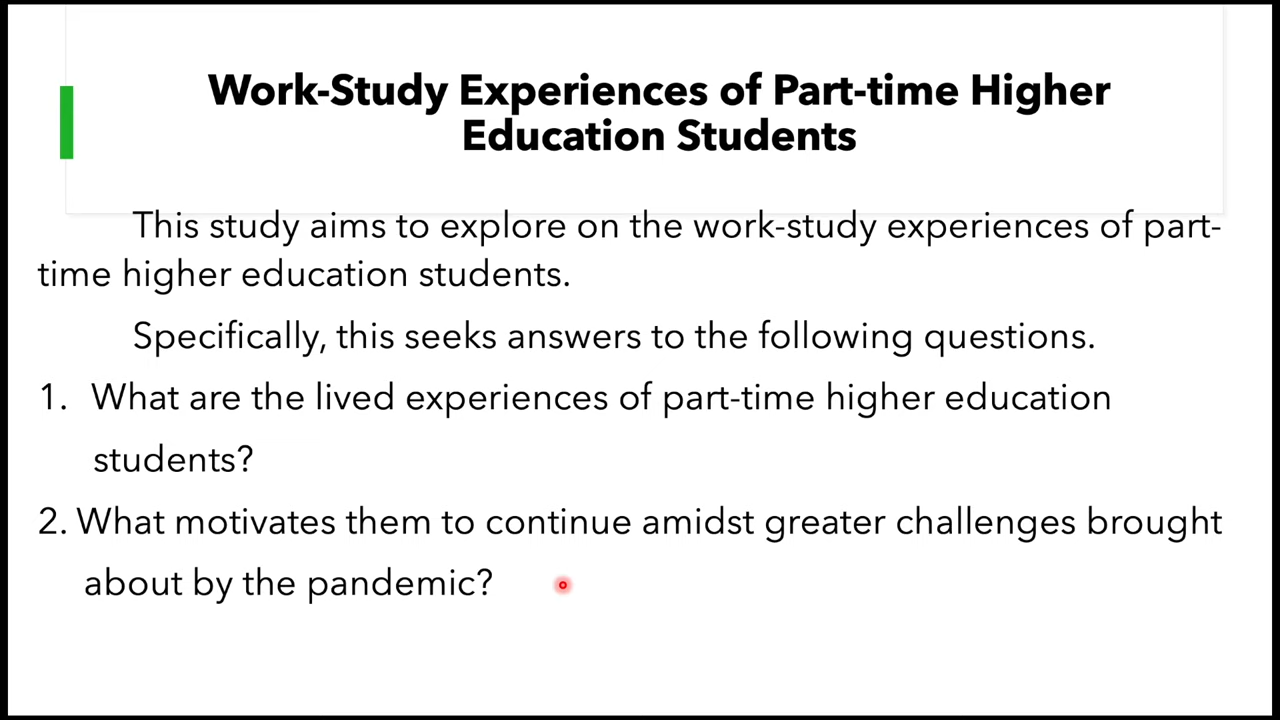 Work-Study Experiences of Part-time Higher
Education Students
This study aims to explore on the work-study experiences of part-
time higher education students.
Specifically, this seeks answers to the following questions.
1. What are the lived experiences of part-time higher education
students?
2. What motivates them to continue amidst greater challenges brought
about by the pandemic?